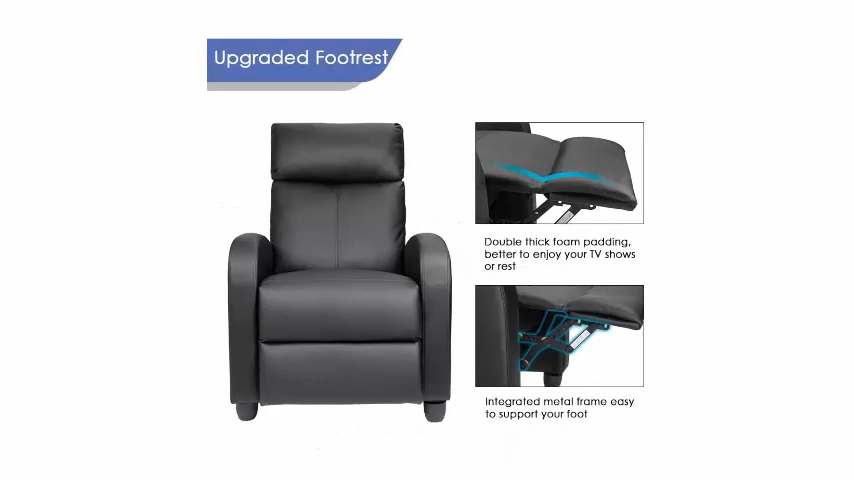 Upgraded Footrest
Double thick foam padding,
better to enjoy your TV shows
or rest
Integrated metal frame easy
to support your foot